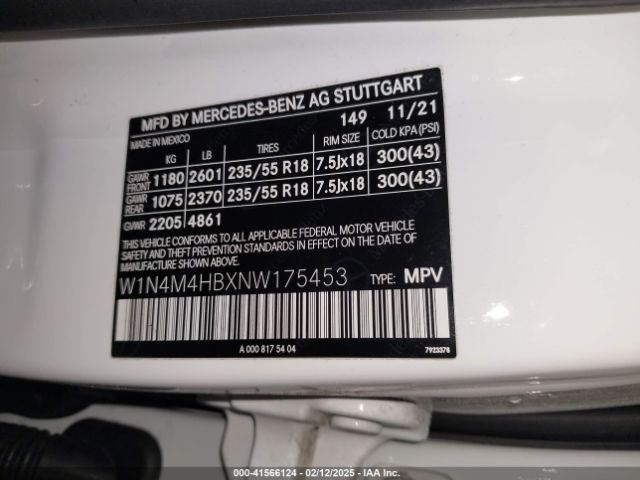 MFD BY MERCEDES-BENZ AG STUTTGART
MADE IN MEXICO 149 11/21
KG LB TIRES RIM SIZE COLD KPA (PSI)
GAWR FRONT 1180 2601 235/55 R18 7.5Jx18 300(43)
GAWR REAR 1075 2370 235/55 R18 7.5Jx18 300(43)
GVWR 2205 4861
THIS VEHICLE CONFORMS TO ALL APPLICABLE FEDERAL MOTOR VEHICLE
SAFETY AND THEFT PREVENTION STANDARDS IN EFFECT ON THE DATE OF
MANUFACTURE SHOWN ABOVE.
W1N4M4HBXNW175453 TYPE: MPV
A 000 817 54 04 7923378
000-41566124 | 02/12/2025 | IAA Inc.